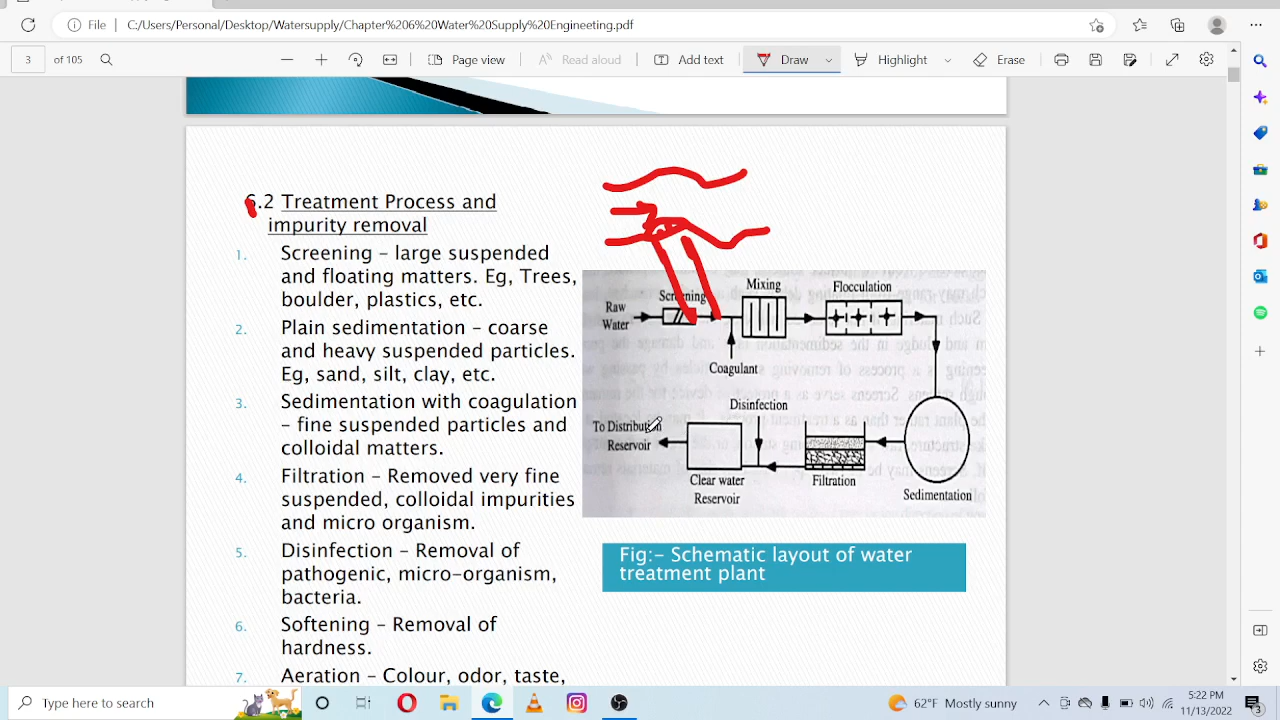 File
C:/Users/Personal/Desktop/Watersupply/Chapter%206%20Water%20Supply%20Engineeting.pdf
3 of 105
Page view
Read aloud
Add text
Draw
Highlight
Erase
6.2 Treatment Process and
impurity removal
1. Screening – large suspended
and floating matters. Eg, Trees,
boulder, plastics, etc.
2. Plain sedimentation – coarse
and heavy suspended particles.
Eg, sand, silt, clay, etc.
3. Sedimentation with coagulation
– fine suspended particles and
colloidal matters.
4. Filtration – Removed very fine
suspended, colloidal impurities
and micro organism.
5. Disinfection – Removal of
pathogenic, micro-organism,
bacteria.
6. Softening – Removal of
hardness.
7. Aeration – Colour, odor, taste,
Raw
Water
Screening
Mixing
Flocculation
Coagulant
Disinfection
To Distribution
Reservoir
Clear water
Reservoir
Filtration
Sedimentation
Fig:- Schematic layout of water
treatment plant
Type here to search
62°F Mostly sunny
5:22 PM
11/13/2022
3